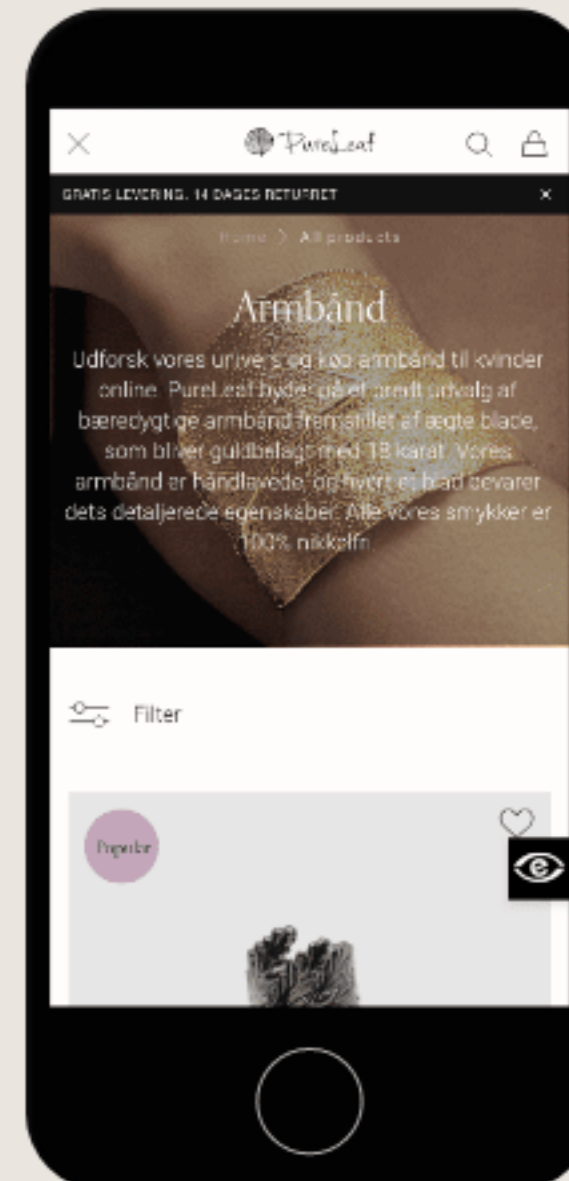 PureLeaf
GRATIS LEVERING. 14 DAGES RETURRET
Home > All products
Armbånd
Udforsk vores univers og køb armbånd til kvinder
online. PureLeaf byder på et bredt udvalg af
bæredygtige armbånd fremstillet af ægte blade,
som bliver guldbelagt med 18 karat. Vores
armbånd er håndlavede, og hvert et blad bevarer
dets detaljerede egenskaber. Alle vores smykker er
100% nikkelfri.
Filter
Popular
e